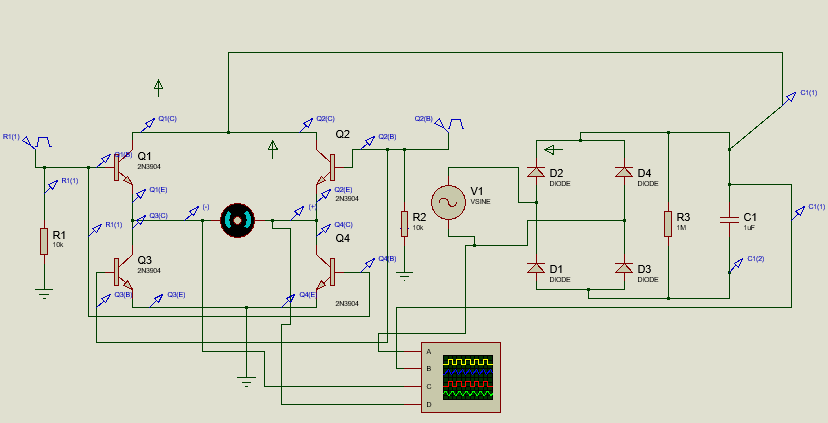 C1(1)
R1(1)
Q1(C)
Q2(C)
Q2(B)
Q2(B)
Q1(B)
Q1
2N3904
Q2
2N3904
R1(1)
Q1(E)
Q2(E)
D2
DIODE
D4
DIODE
V1
VSINE
Q3(C)
(-)
(+)
Q4(C)
R1(1)
R1
10k
R2
10k
R3
1M
C1
1uF
C1(1)
Q3
2N3904
Q4
2N3904
Q4(B)
D1
DIODE
D3
DIODE
C1(2)
Q3(B)
Q3(E)
Q4(E
A
B
C
D